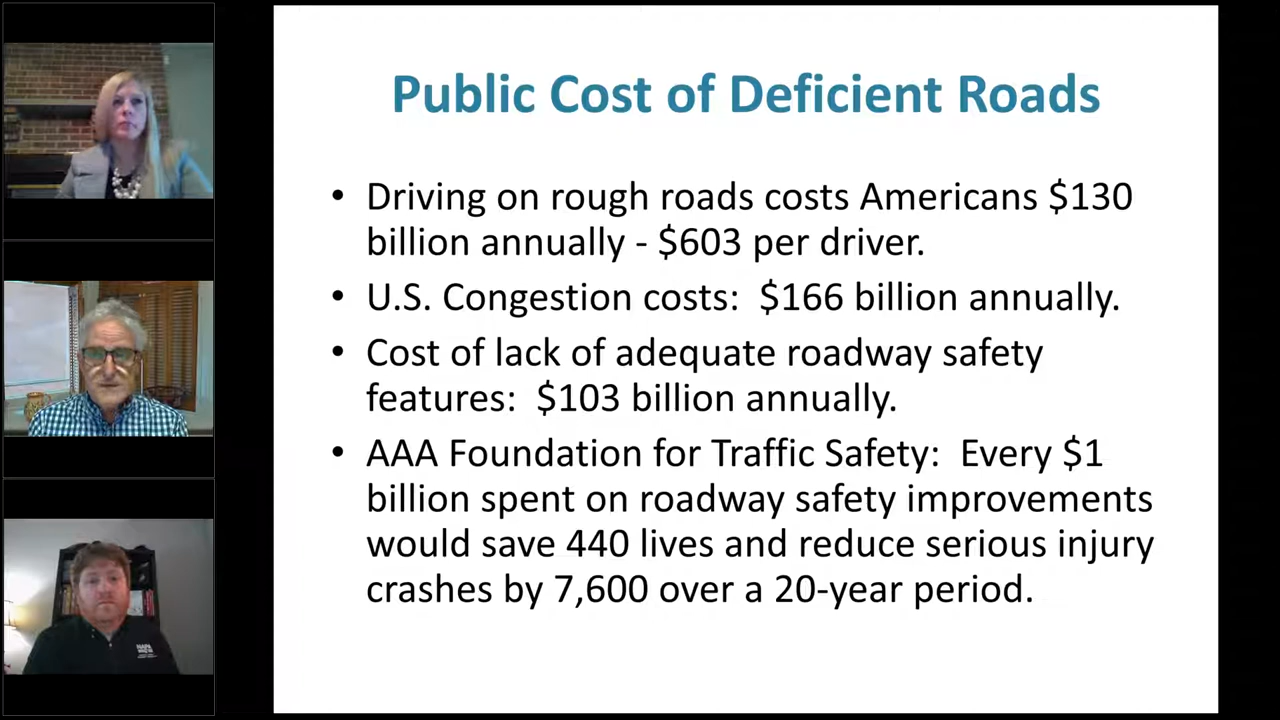 Public Cost of Deficient Roads
• Driving on rough roads costs Americans $130
billion annually - $603 per driver.
• U.S. Congestion costs: $166 billion annually.
• Cost of lack of adequate roadway safety
features: $103 billion annually.
• AAA Foundation for Traffic Safety: Every $1
billion spent on roadway safety improvements
would save 440 lives and reduce serious injury
crashes by 7,600 over a 20-year period.